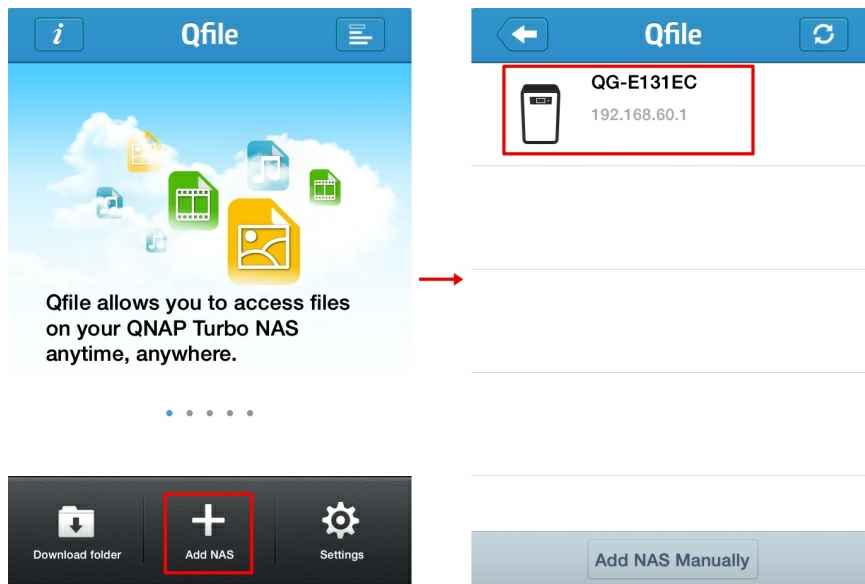 i
Qfile
Qfile allows you to access files
on your QNAP Turbo NAS
anytime, anywhere.
Download folder
Add NAS
Settings
Qfile
QG-E131EC
192.168.60.1
Add NAS Manually